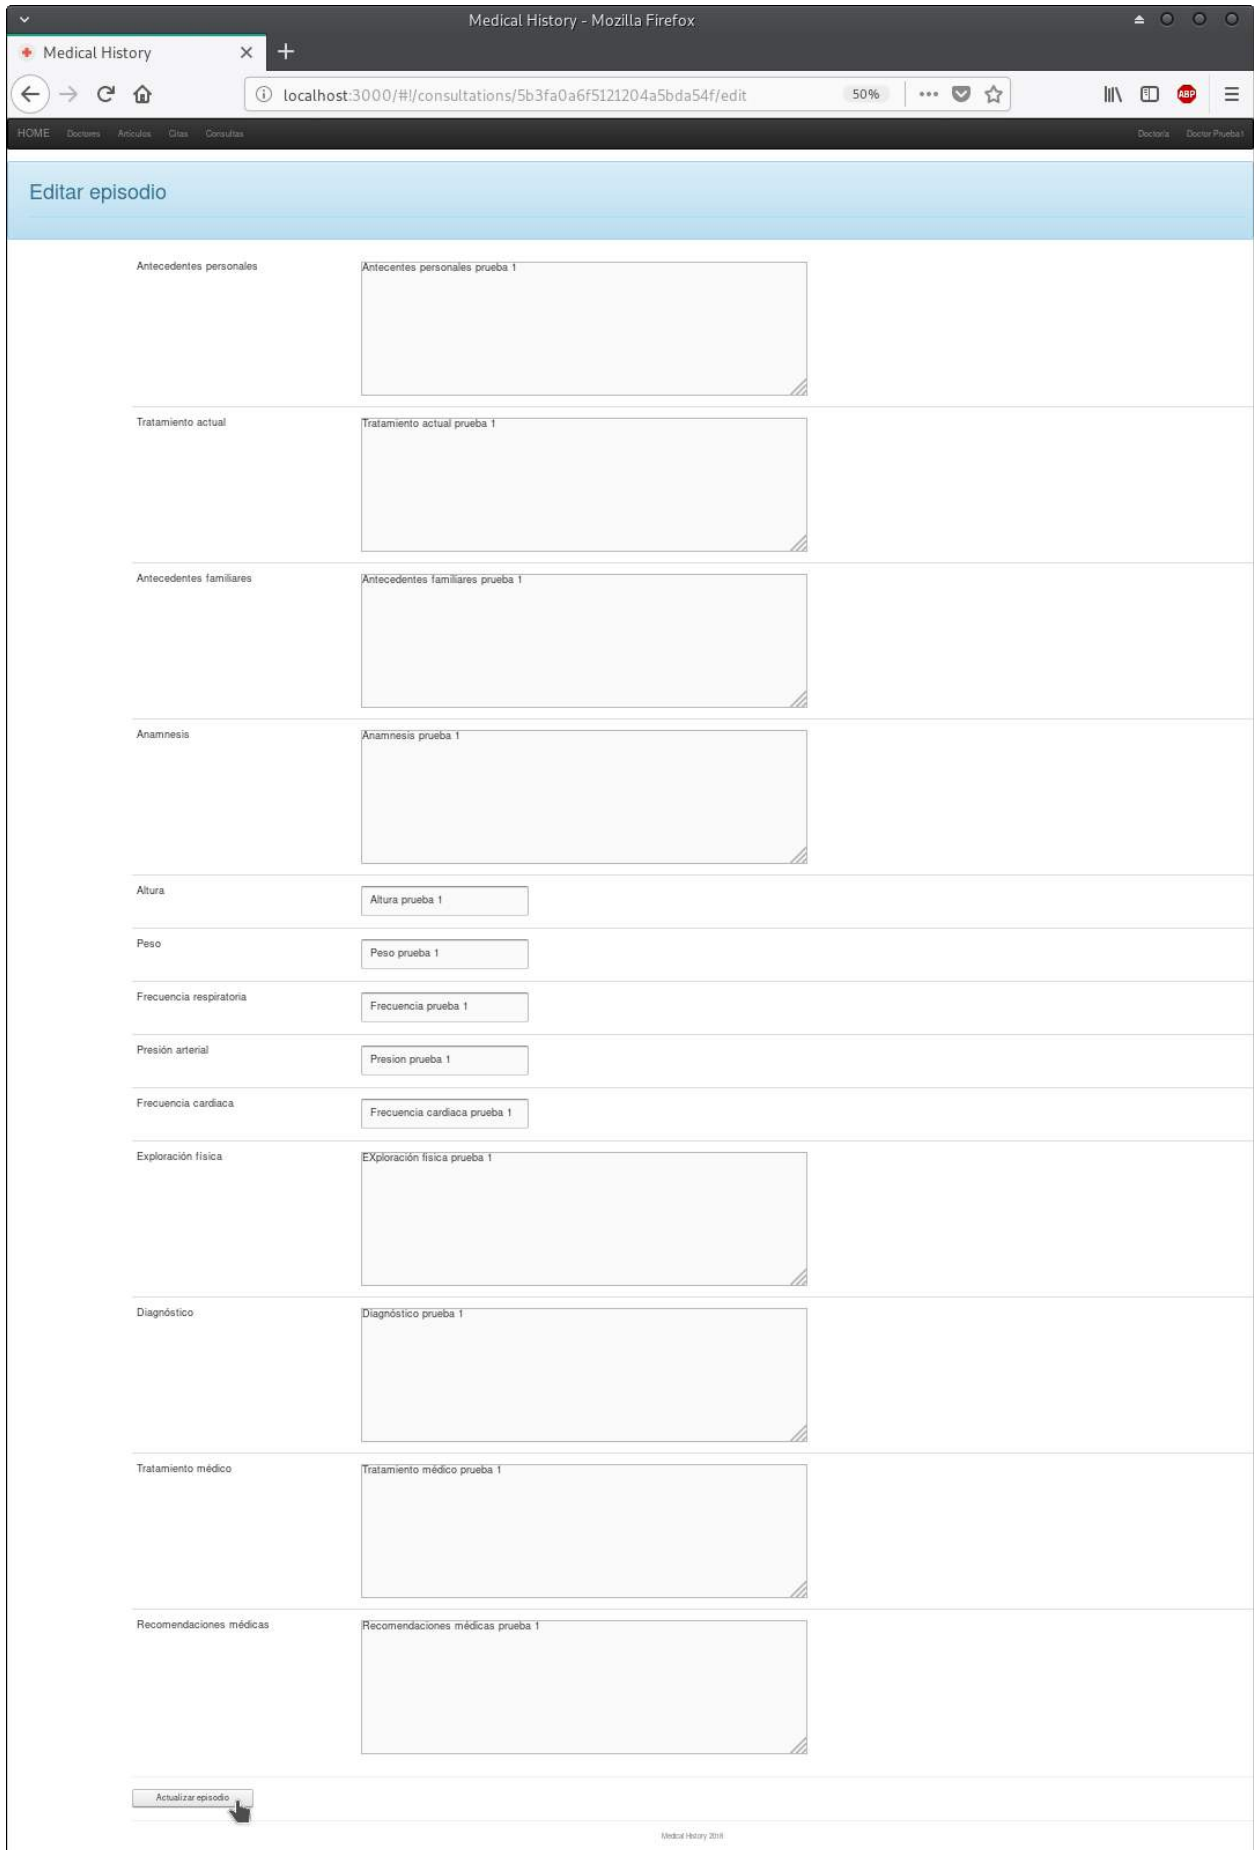 Medical History - Mozilla Firefox
Medical History
localhost:3000/#!/consultations/5b3fa0a6f5121204a5bda54f/edit 50%
ABP
HOME Doctores Artículos Citas Consultas Doctor/a Doctor Prueba1
Editar episodio
Antecedentes personales Antecentes personales prueba 1
Tratamiento actual Tratamiento actual prueba 1
Antecedentes familiares Antecedentes familiares prueba 1
Anamnesis Anamnesis prueba 1
Altura Altura prueba 1
Peso Peso prueba 1
Frecuencia respiratoria Frecuencia prueba 1
Presión arterial Presion prueba 1
Frecuencia cardiaca Frecuencia cardiaca prueba 1
Exploración física EXploración física prueba 1
Diagnóstico Diagnóstico prueba 1
Tratamiento médico Tratamiento médico prueba 1
Recomendaciones médicas Recomendaciones médicas prueba 1
Actualizar episodio
Medical History 2018